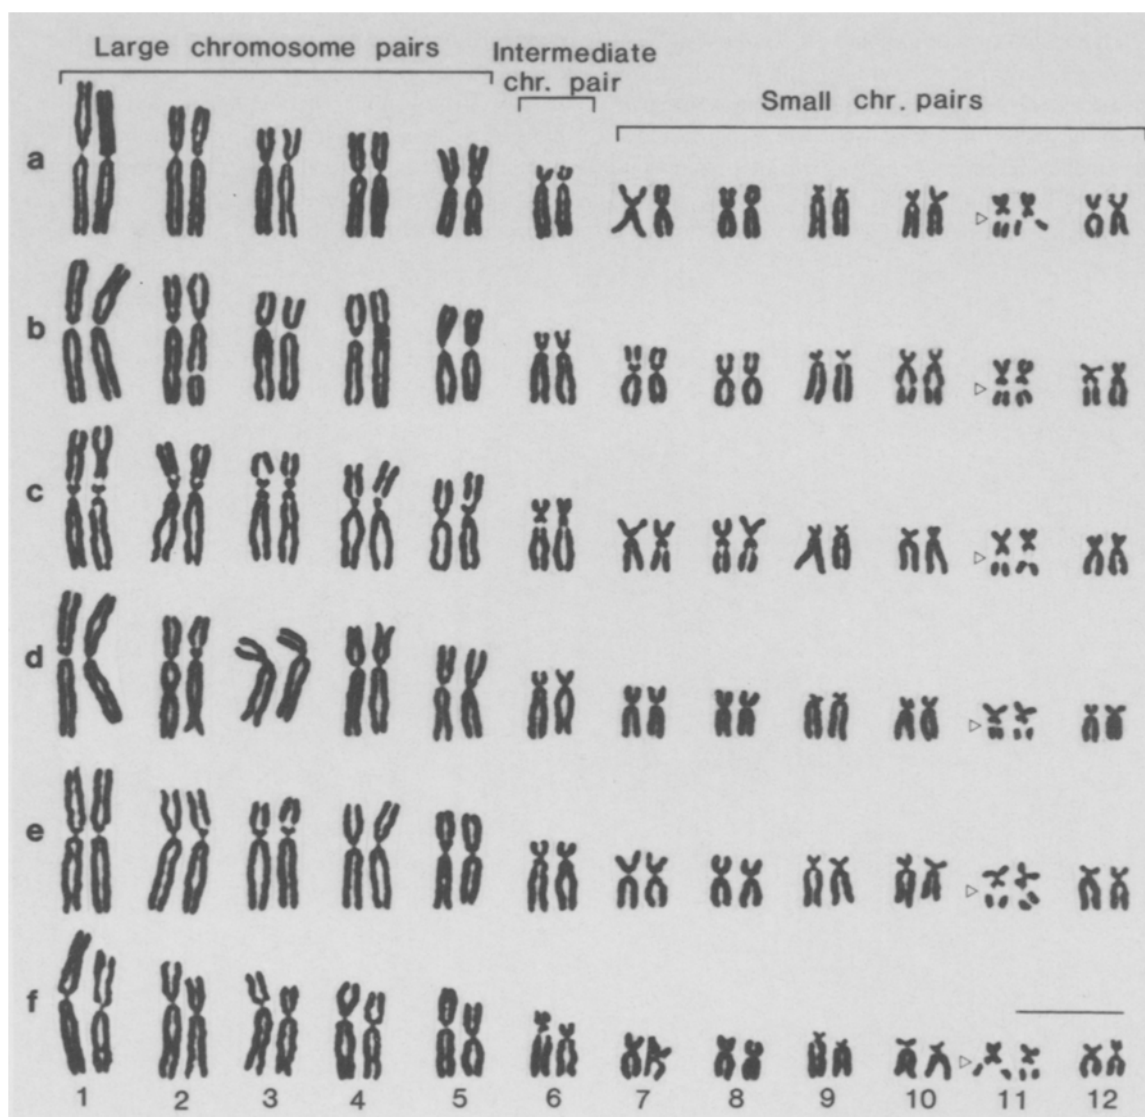 Large chromosome pairs
Intermediate
chr. pair
Small chr. pairs
a
b
c
d
e
f
1 2 3 4 5 6 7 8 9 10 11 12